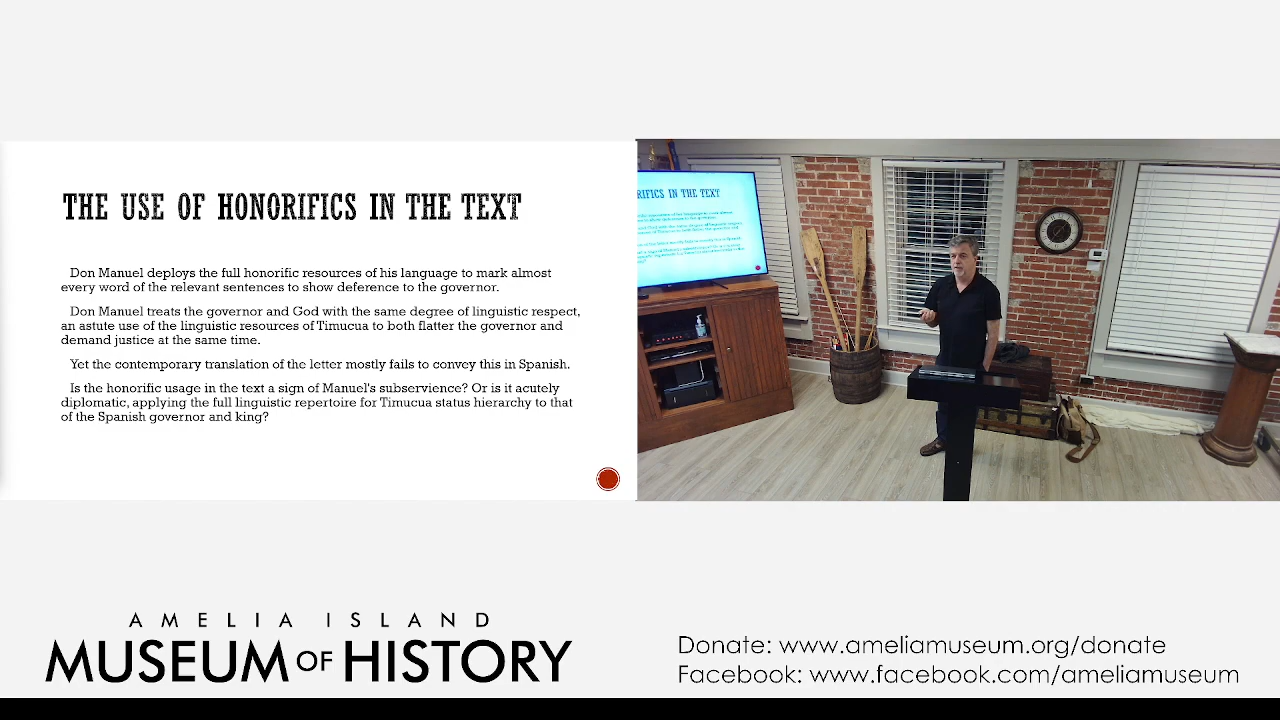 THE USE OF HONORIFICS IN THE TEXT
Don Manuel deploys the full honorific resources of his language to mark almost
every word of the relevant sentences to show deference to the governor.
Don Manuel treats the governor and God with the same degree of linguistic respect,
an astute use of the linguistic resources of Timucua to both flatter the governor and
demand justice at the same time.
Yet the contemporary translation of the letter mostly fails to convey this in Spanish.
Is the honorific usage in the text a sign of Manuel's subservience? Or is it acutely
diplomatic, applying the full linguistic repertoire for Timucua status hierarchy to that
of the Spanish governor and king?
RIFICS IN THE TEXT
AMELIA ISLAND
MUSEUM OF HISTORY
Donate: www.ameliamuseum.org/donate
Facebook: www.facebook.com/ameliamuseum